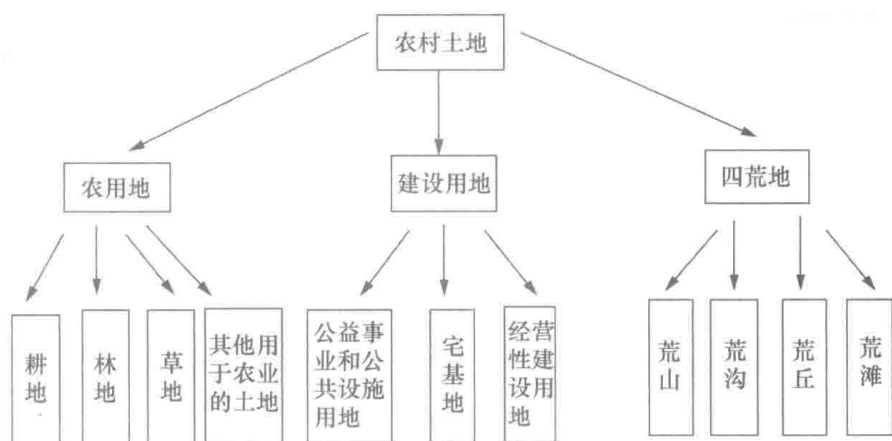 农村土地
农用地
建设用地
四荒地
耕地
林地
草地
其他用
于农业
的土地
公益事
业和公
共设施
用地
宅基地
经营
性建
设用
地
荒山
荒沟
荒丘
荒滩